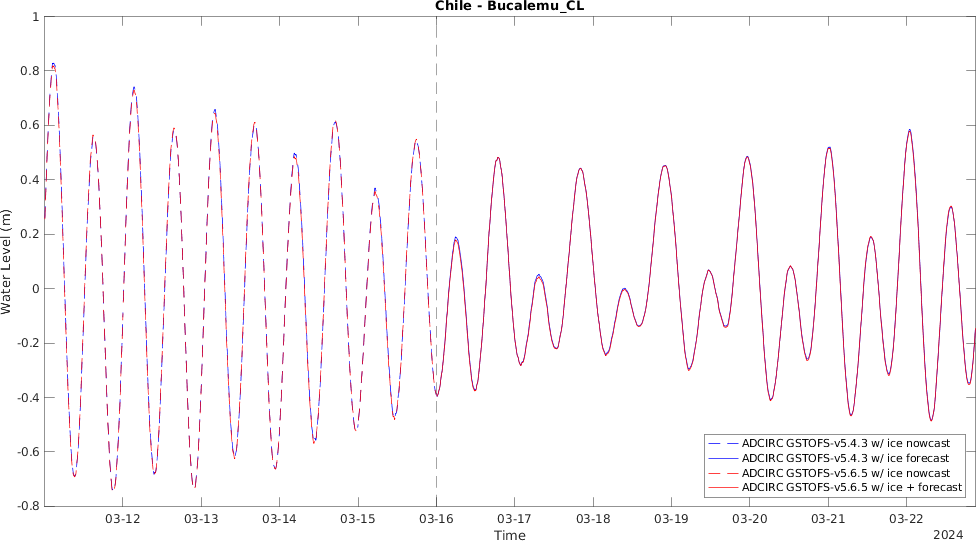 Chile - Bucalemu_CL
1
0.8
0.6
0.4
0.2
0
-0.2
-0.4
-0.6
-0.8
Water Level (m)
03-12 03-13 03-14 03-15 03-16 03-17 03-18 03-19 03-20 03-21 03-22
Time
2024
ADCIRC GSTOFS-v5.4.3 w/ ice nowcast
ADCIRC GSTOFS-v5.4.3 w/ ice forecast
ADCIRC GSTOFS-v5.6.5 w/ ice nowcast
ADCIRC GSTOFS-v5.6.5 w/ ice + forecast